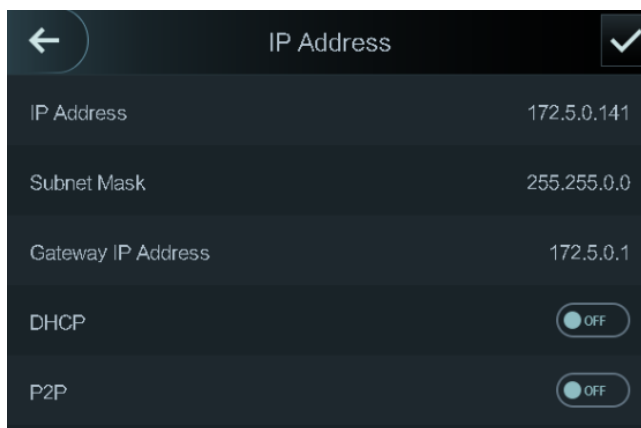 IP Address
IP Address 172.5.0.141
Subnet Mask 255.255.0.0
Gateway IP Address 172.5.0.1
DHCP OFF
P2P OFF